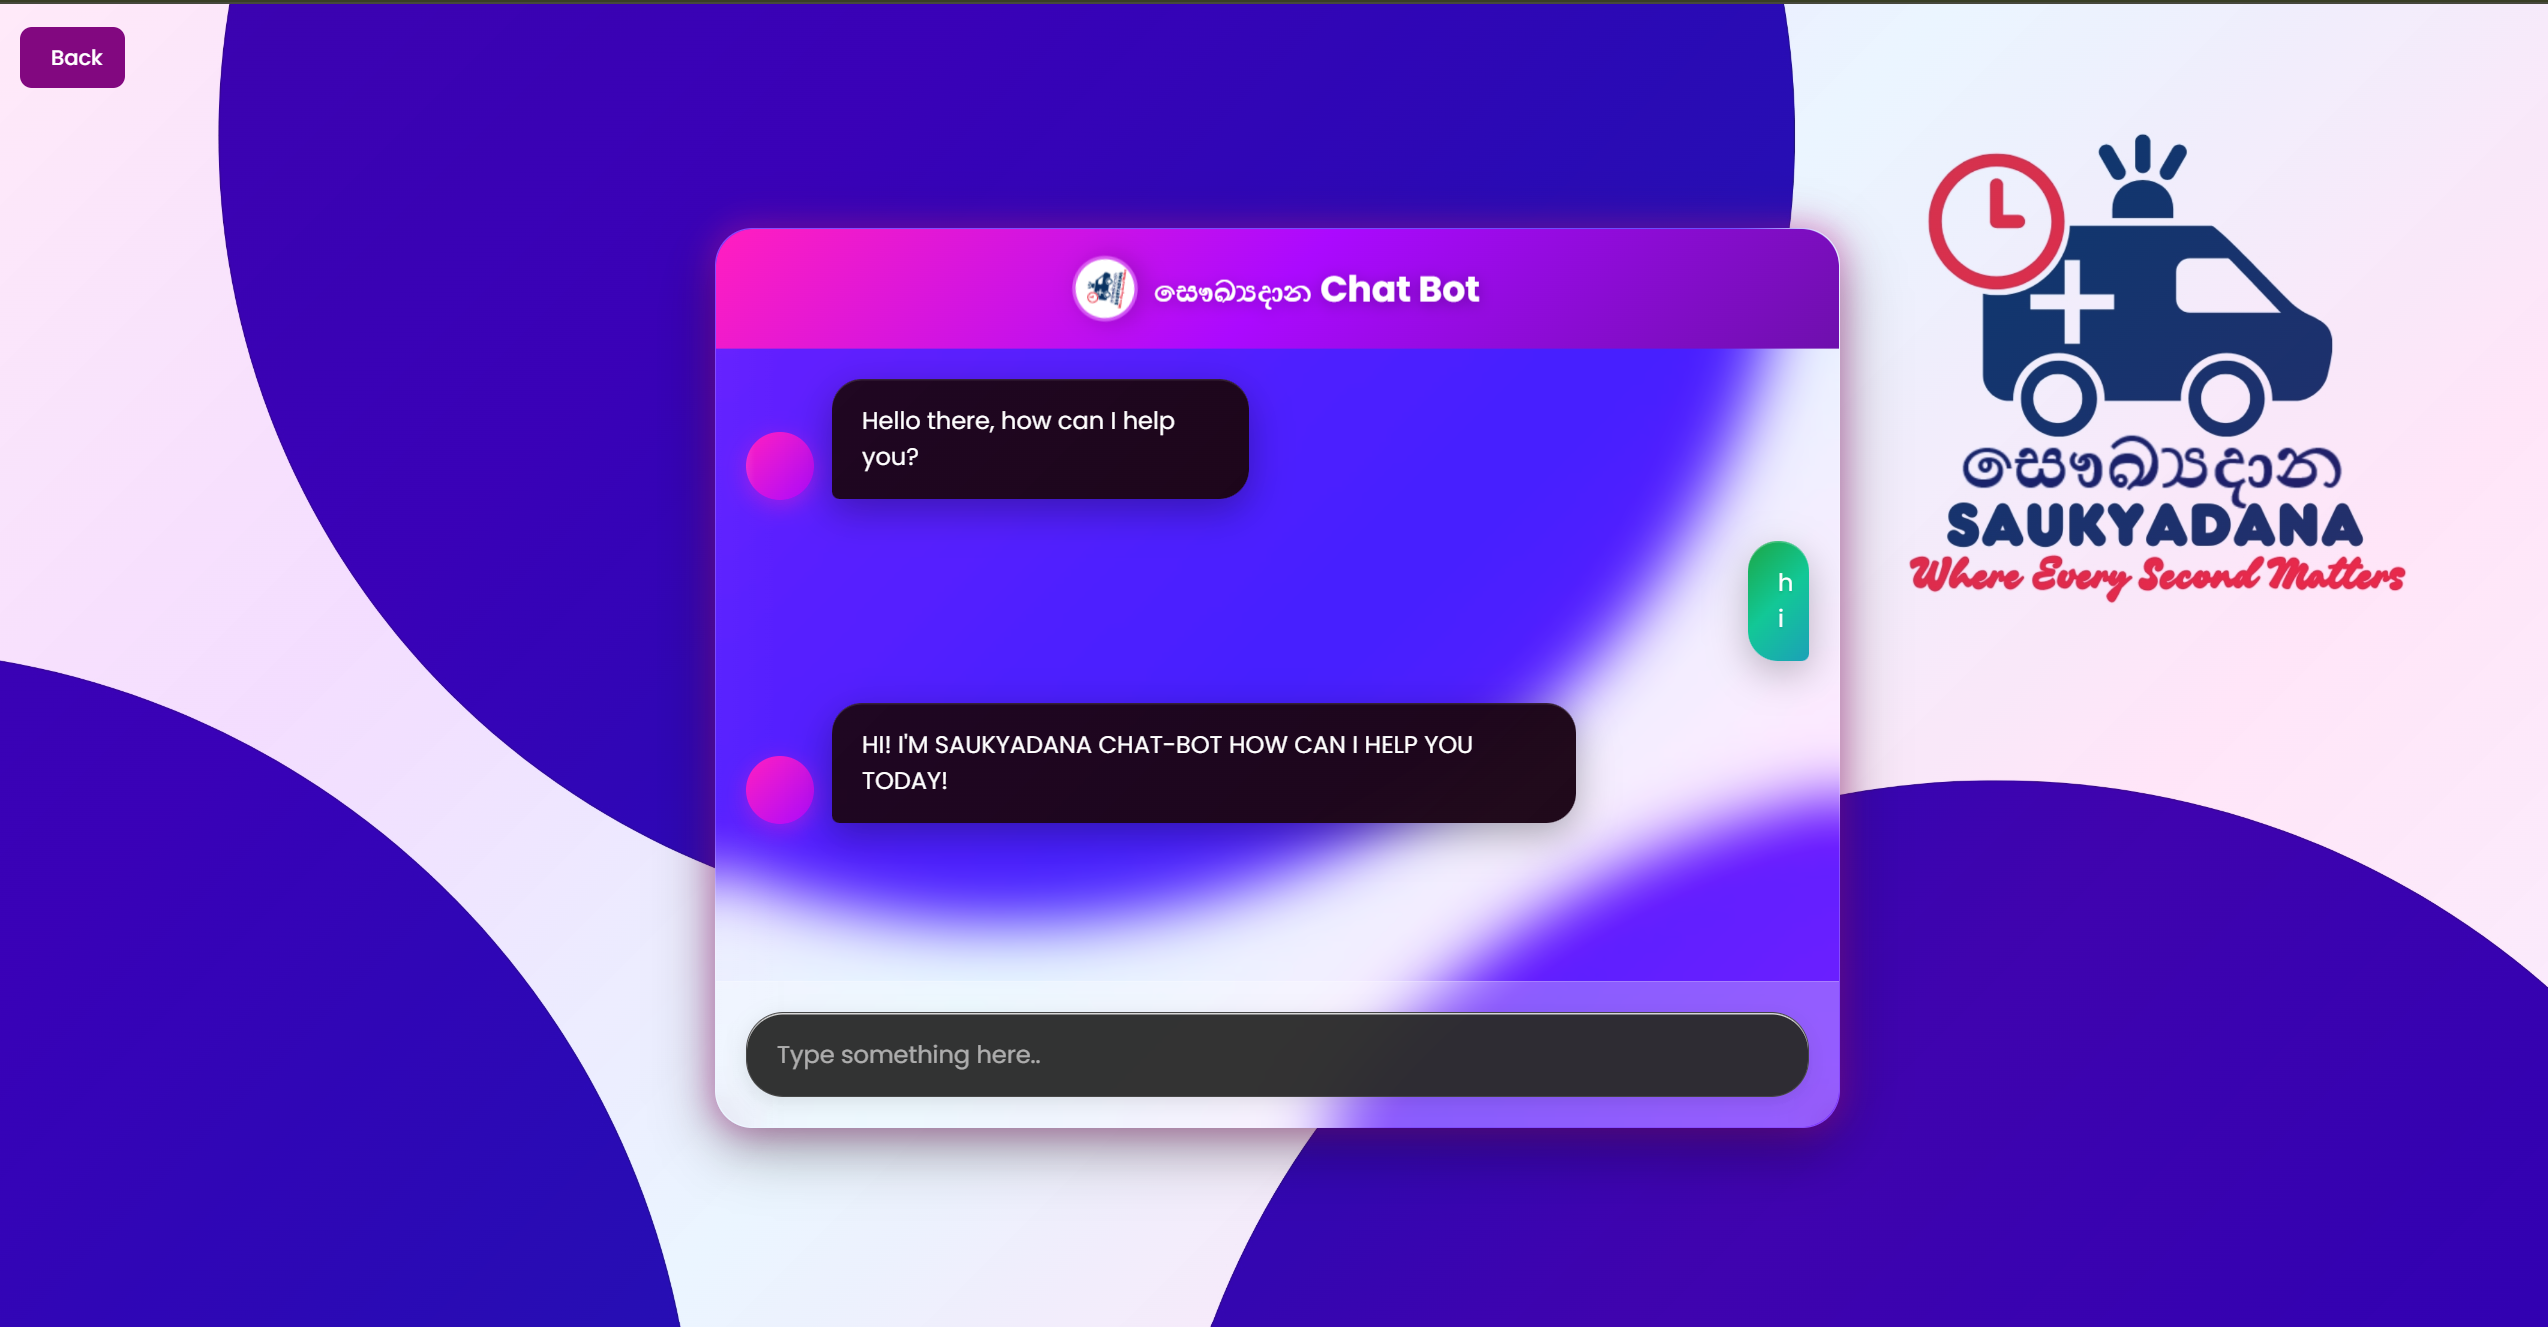 Back
සෞඛ්‍යදාන Chat Bot
Hello there, how can I help
you?
h
i
HI! I'M SAUKYADANA CHAT-BOT HOW CAN I HELP YOU
TODAY!
Type something here..
සෞඛ්‍යදාන
SAUKYADANA
Where Every Second Matters